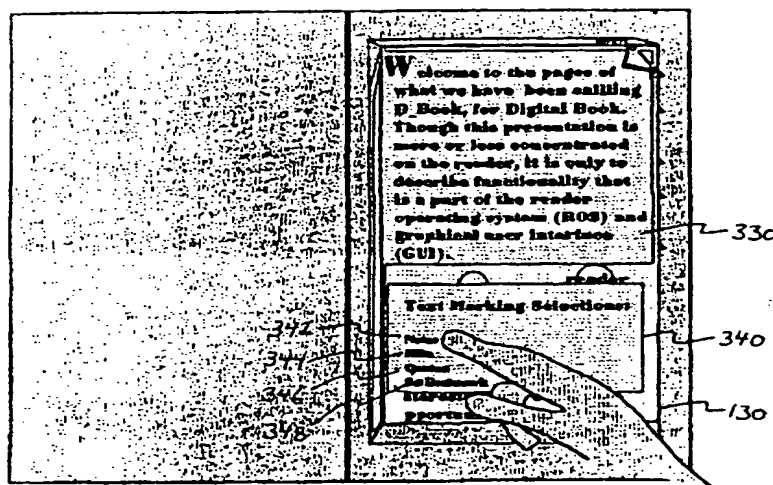 Welcome to the pages of
what we have been calling
D_Book, for Digital Book.
Though this presentation is
more or less concentrated
on the reader, it is only to
describe functionality that
is a part of the reader
operating system (ROS) and
graphical user interface
(GUI).
330
reader
Text Marking Selections:
342
340
344
346
Quotes
348
130